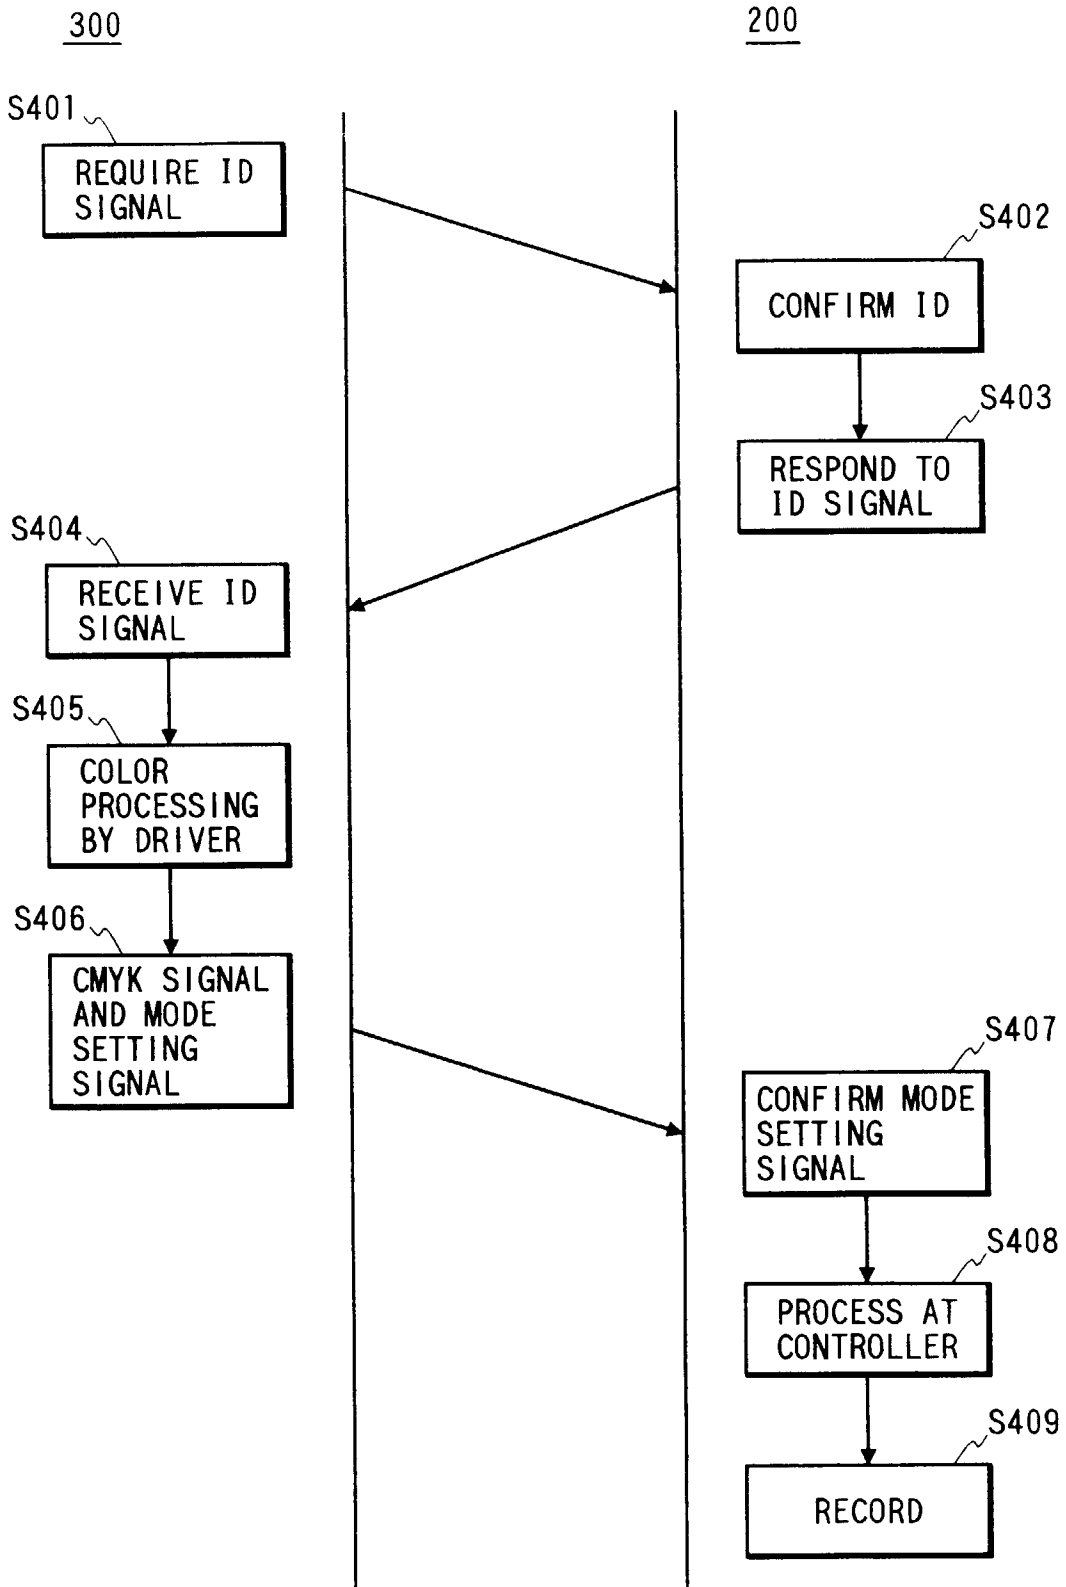 300
200
S401
REQUIRE ID
SIGNAL
S402
CONFIRM ID
S403
RESPOND TO
ID SIGNAL
S404
RECEIVE ID
SIGNAL
S405
COLOR
PROCESSING
BY DRIVER
S406
CMYK SIGNAL
AND MODE
SETTING
SIGNAL
S407
CONFIRM MODE
SETTING
SIGNAL
S408
PROCESS AT
CONTROLLER
S409
RECORD